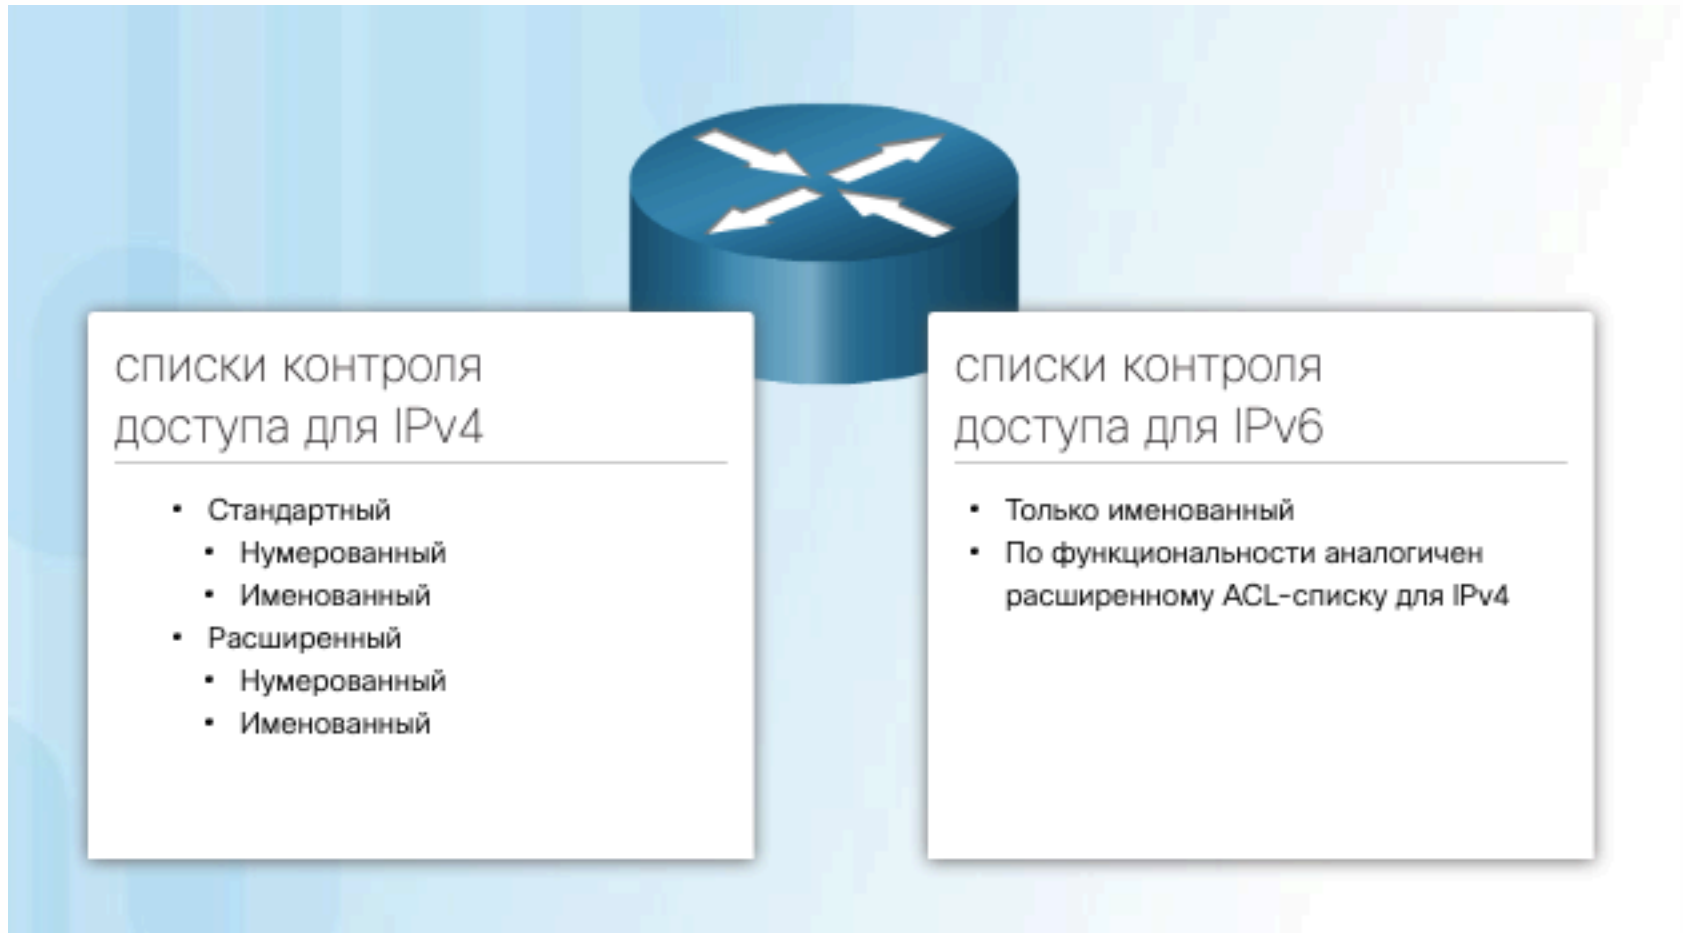 списки контроля
доступа для IPv4
• Стандартный
• Нумерованный
• Именованный
• Расширенный
• Нумерованный
• Именованный
списки контроля
доступа для IPv6
• Только именованный
• По функциональности аналогичен
расширенному ACL-списку для IPv4